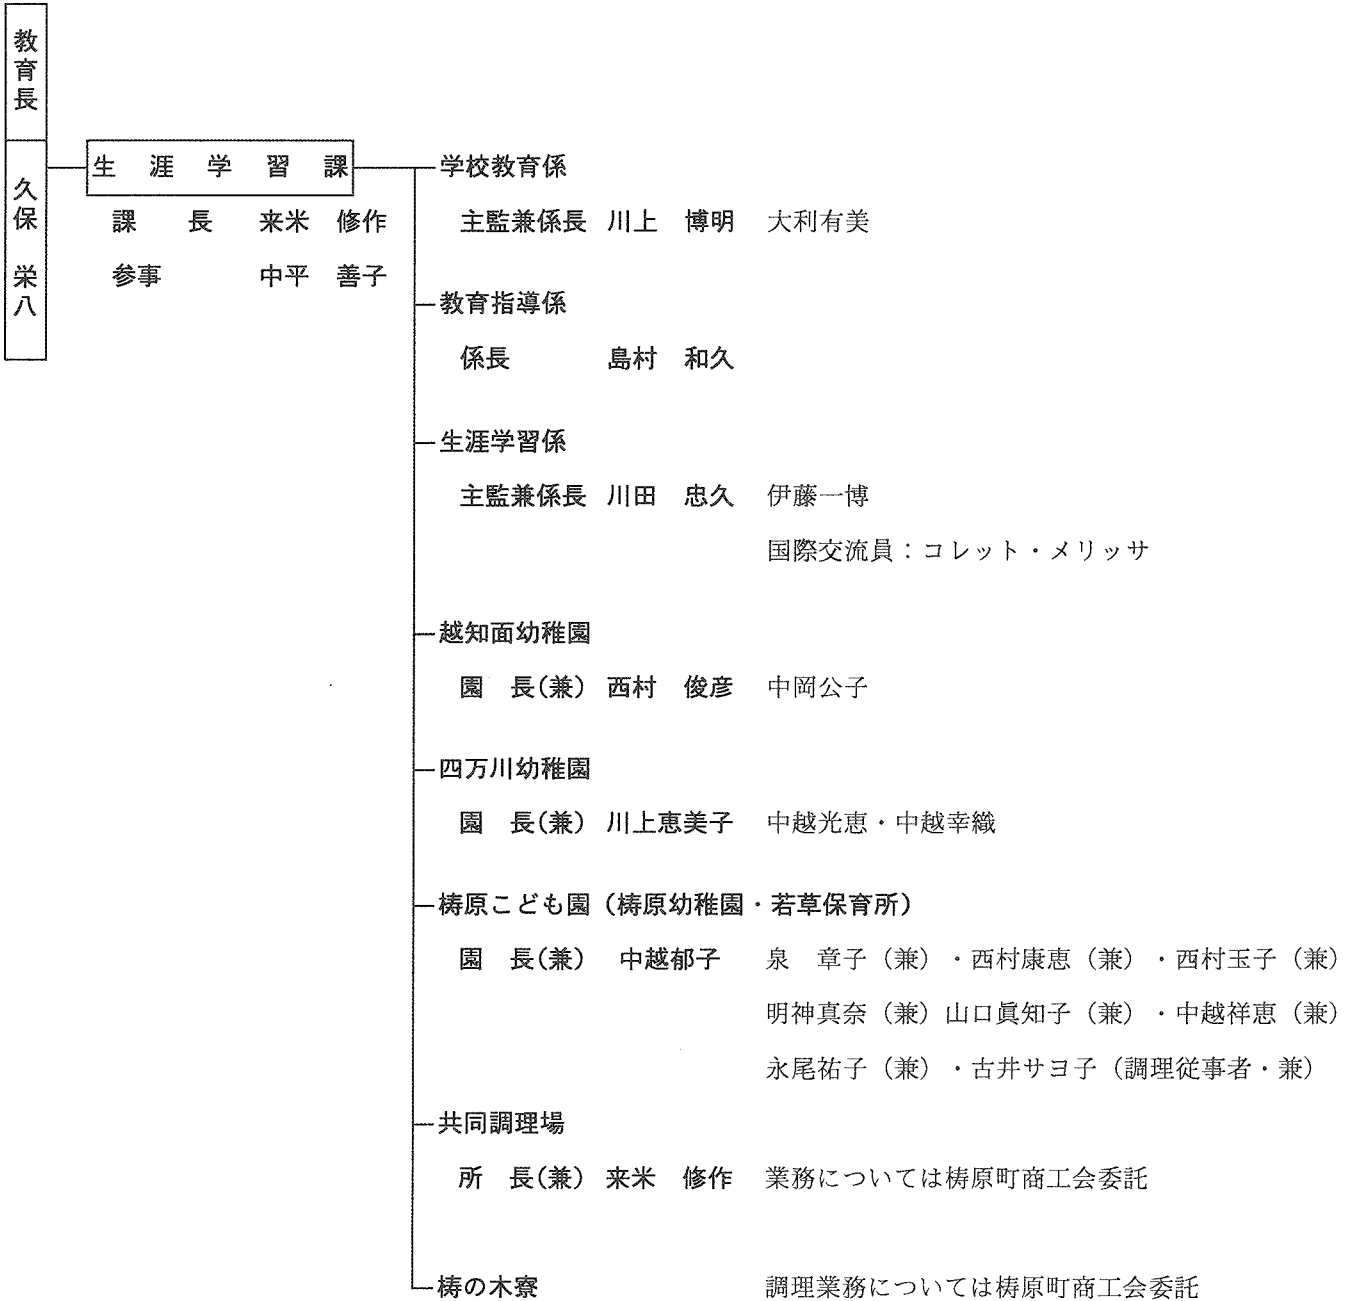 教育長
久保 栄八
生涯学習課
課 長 来米 修作
参事 中平 善子
学校教育係
主監兼係長 川上 博明 大利有美
教育指導係
係長 島村 和久
生涯学習係
主監兼係長 川田 忠久 伊藤一博
国際交流員：コレット・メリッサ
越知面幼稚園
園 長（兼） 西村 俊彦 中岡公子
四万川幼稚園
園 長（兼） 川上恵美子 中越光恵・中越幸織
梼原こども園（梼原幼稚園・若草保育所）
園 長（兼） 中越郁子 泉 章子（兼）・西村康恵（兼）・西村玉子（兼）
明神真奈（兼）山口眞知子（兼）・中越祥恵（兼）
永尾祐子（兼）・古井サヨ子（調理従事者・兼）
共同調理場
所 長（兼） 来米 修作 業務については梼原町商工会委託
梼の木寮 調理業務については梼原町商工会委託